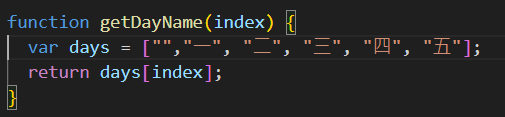 function getDayName(index) {
var days = ["","一", "二", "三", "四", "五"];
return days[index];
}